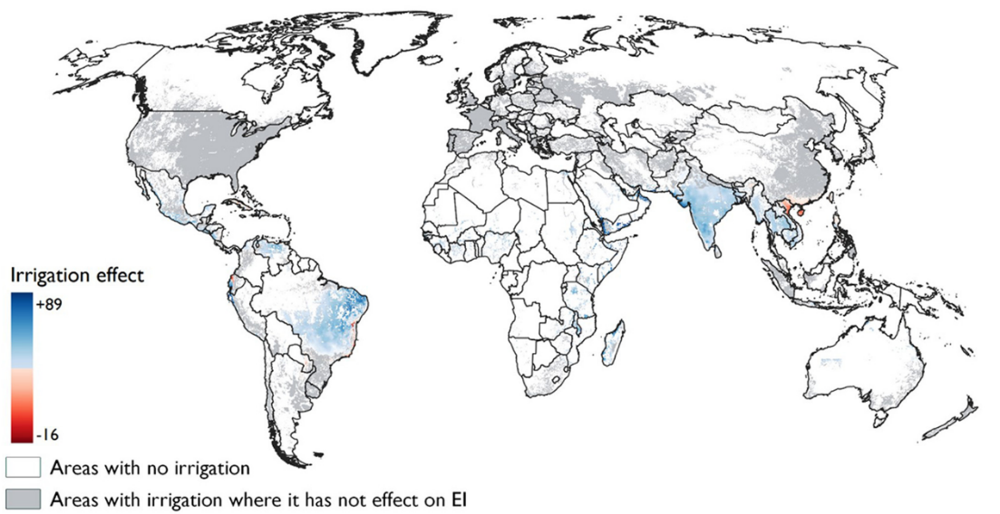 Irrigation effect
+89
-16
Areas with no irrigation
Areas with irrigation where it has not effect on EI